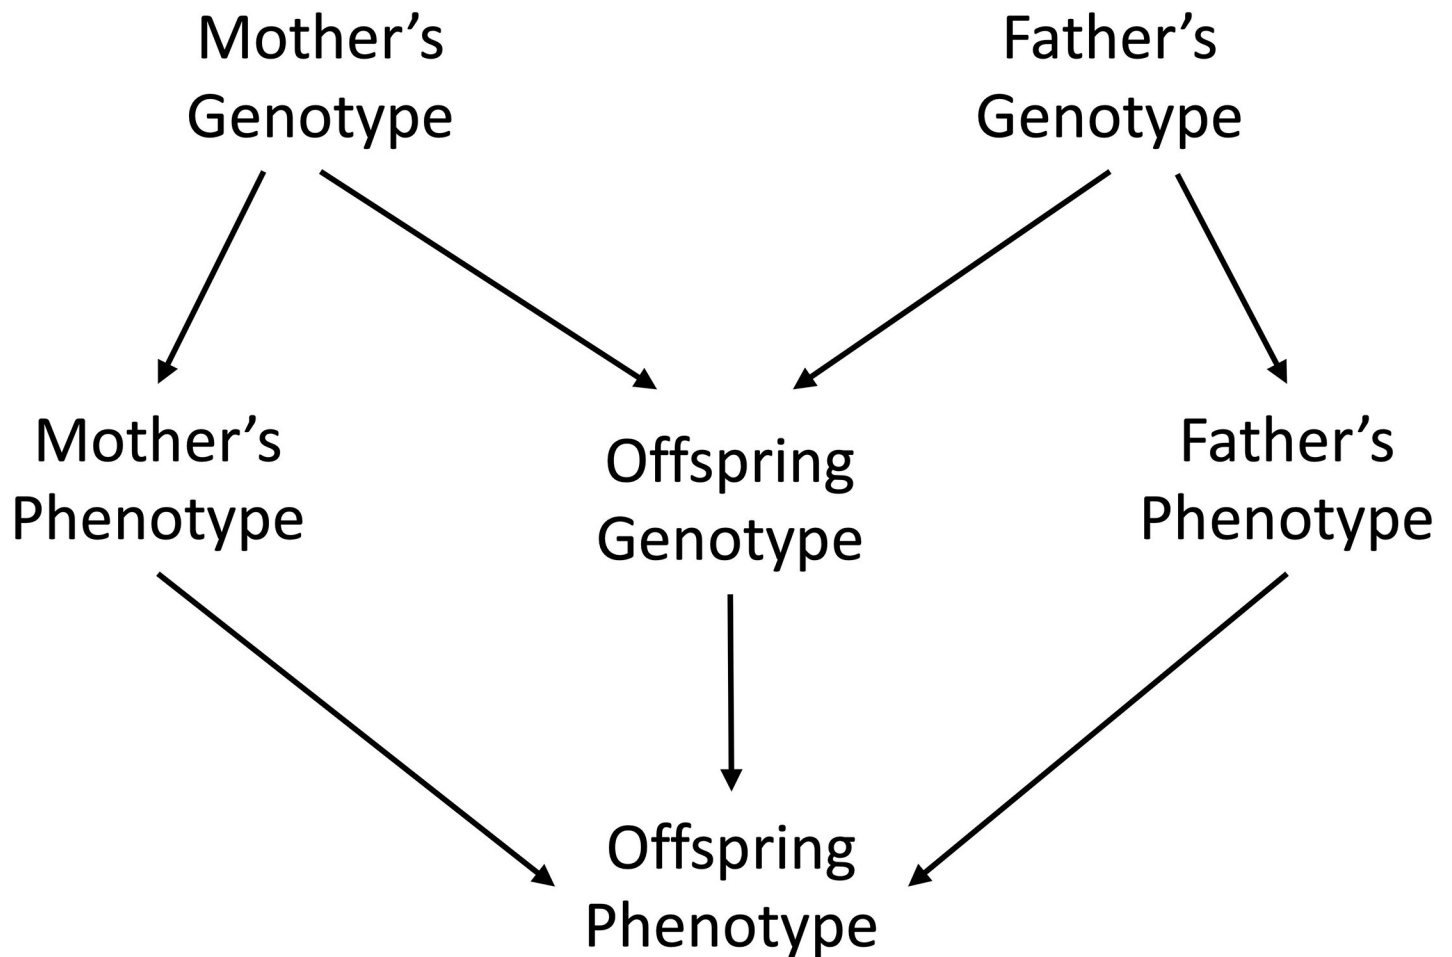 Mother’s
Genotype
Father’s
Genotype
Mother’s
Phenotype
Offspring
Genotype
Father’s
Phenotype
Offspring
Phenotype